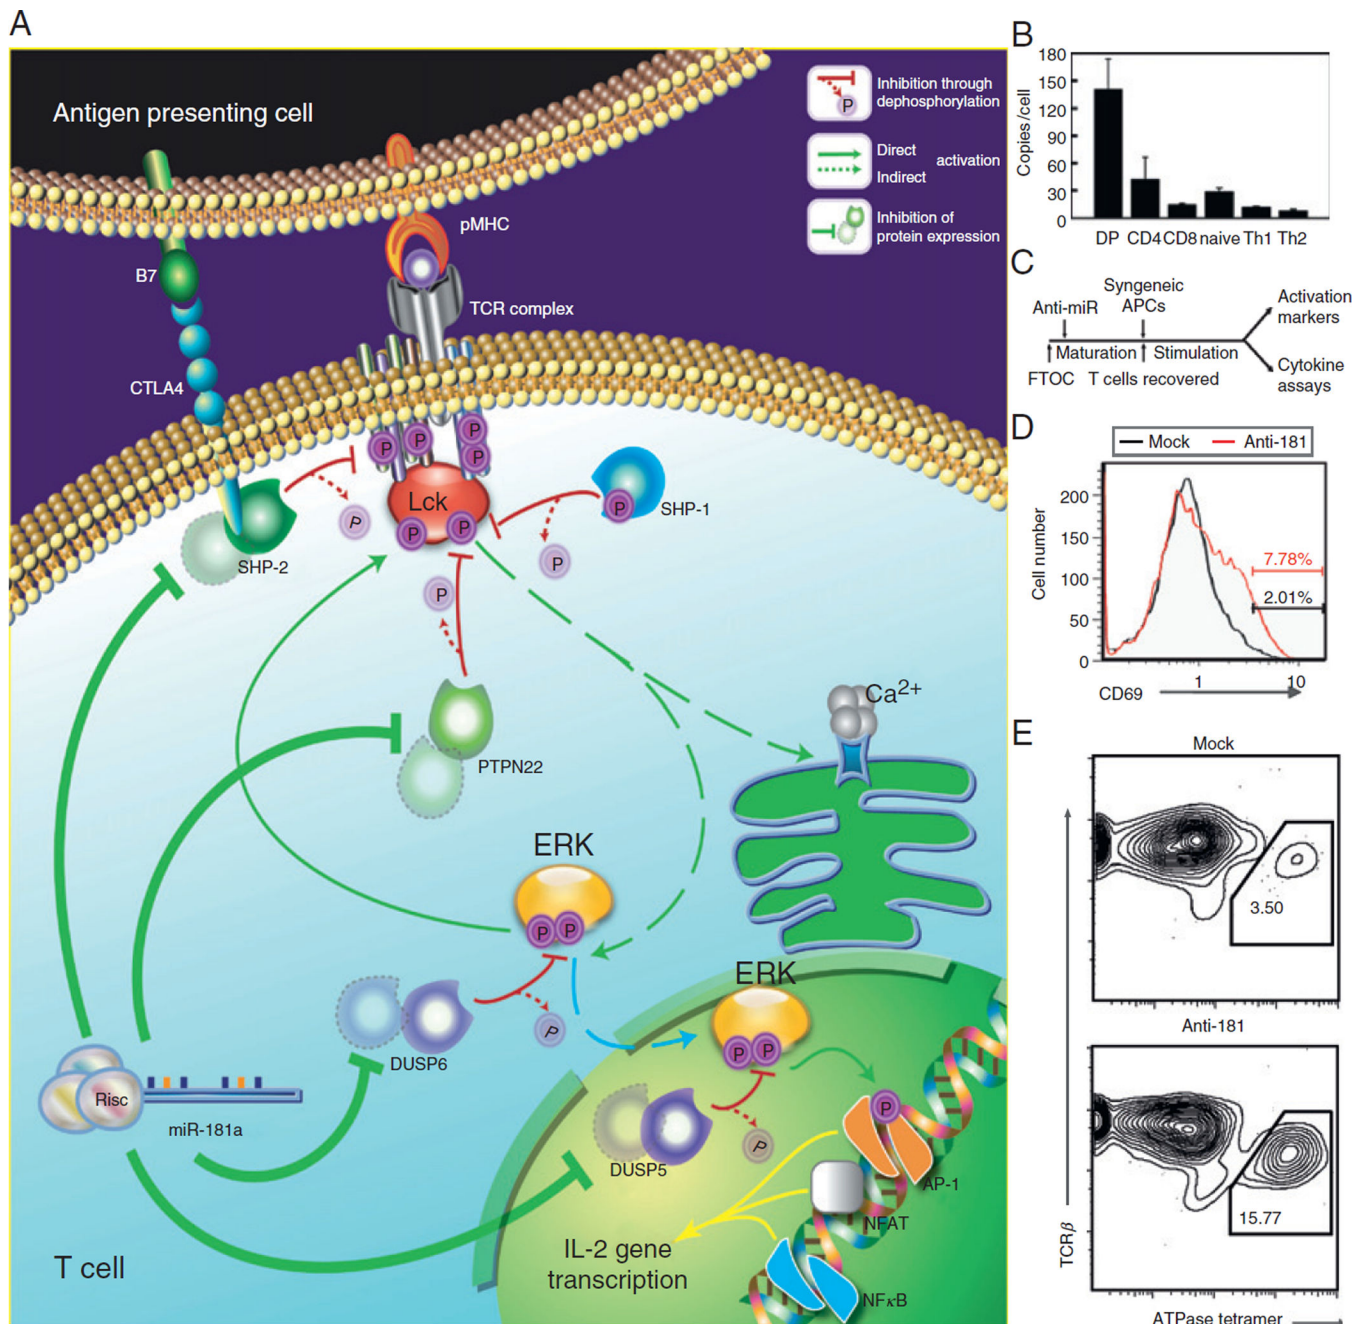 A
Antigen presenting cell
Inhibition through
dephosphorylation
P
Direct
activation
Indirect
Inhibition of
protein expression
pMHC
B7
TCR complex
CTLA4
P
P
P
P
Lck
P
P
P
SHP-1
P
P
SHP-2
P
PTPN22
Ca2+
ERK
P P
ERK
P P
P
DUSP6
Risc
miR-181a
P
DUSP5
P
AP-1
NFAT
IL-2 gene
transcription
NFκB
T cell
B
Copies/cell
180
150
120
90
60
30
0
DP CD4 CD8 naive Th1 Th2
C
Syngeneic
APCs
Anti-miR
Activation
markers
Maturation
Stimulation
FTOC
T cells recovered
Cytokine
assays
D
Mock
Anti-181
Cell number
200
150
100
50
0
7.78%
2.01%
1
10
CD69
E
Mock
3.50
Anti-181
15.77
TCRβ
ATPase tetramer